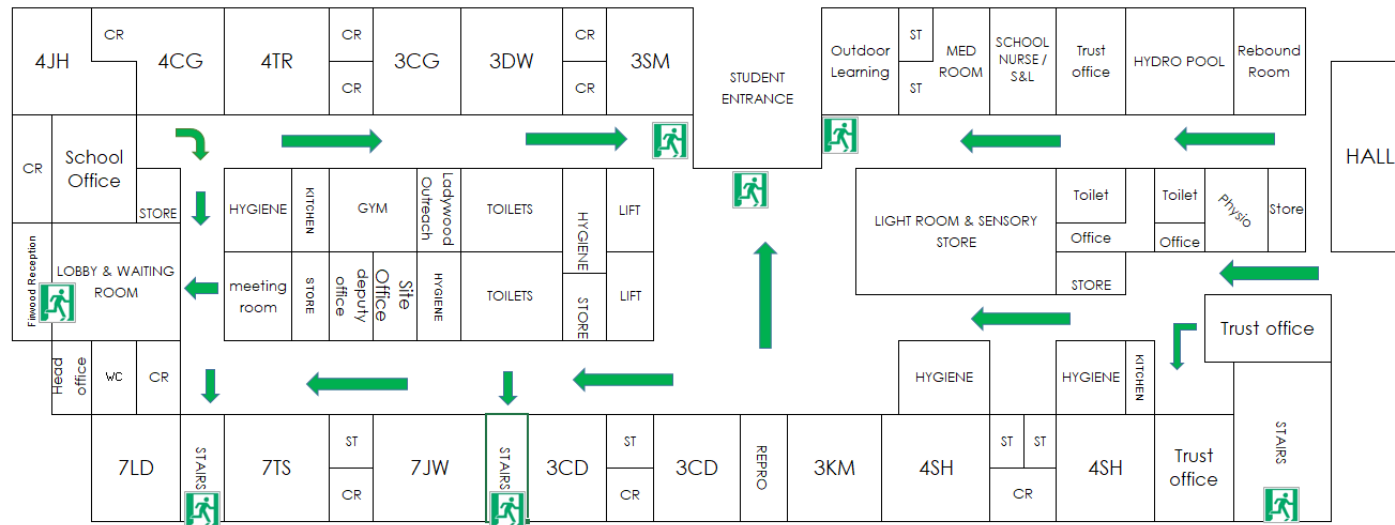 4JH
CR
4CG
4TR
CR
CR
3CG
3DW
CR
CR
3SM
STUDENT
ENTRANCE
Outdoor
Learning
ST
ST
MED
ROOM
SCHOOL
NURSE /
S&L
Trust
office
HYDRO POOL
Rebound
Room
HALL
CR
School
Office
STORE
HYGIENE
KITCHEN
GYM
Ladywood
Outreach
TOILETS
HYGIENE
LIFT
LIGHT ROOM & SENSORY
STORE
Toilet
Office
Toilet
Office
Physio
Store
Finwood Reception
LOBBY & WAITING
ROOM
meeting
room
STORE
deputy
office
Site
Office
HYGIENE
TOILETS
STORE
LIFT
STORE
Trust office
Head
office
WC
CR
HYGIENE
HYGIENE
KITCHEN
7LD
STAIRS
7TS
ST
CR
7JW
STAIRS
3CD
ST
CR
3CD
REPRO
3KM
4SH
ST
ST
CR
4SH
Trust
office
STAIRS